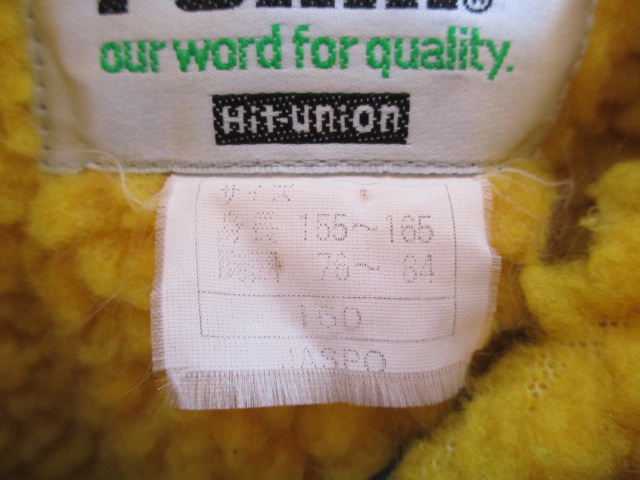 our word for quality.
Hit-union
サイズ
身長 155～165
胸囲 76～84
160
JASPO